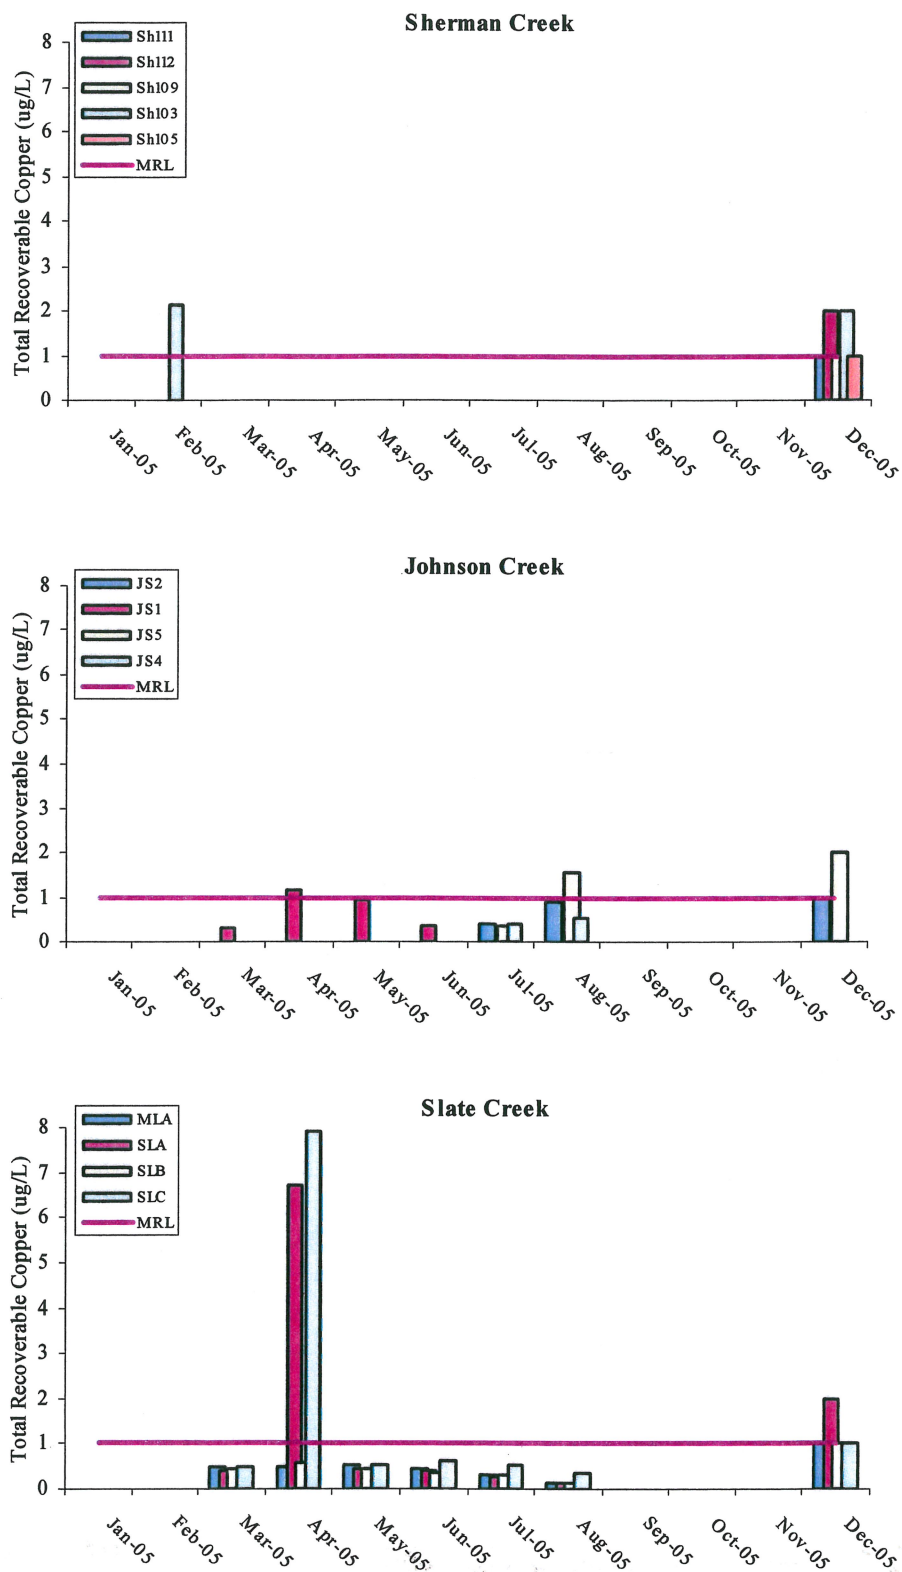 Sherman Creek
Total Recoverable Copper (ug/L)
8
7
6
5
4
3
2
1
0
Sh111
Sh112
Sh109
Sh103
Sh105
MRL
Jan-05
Feb-05
Mar-05
Apr-05
May-05
Jun-05
Jul-05
Aug-05
Sep-05
Oct-05
Nov-05
Dec-05
Johnson Creek
Total Recoverable Copper (ug/L)
8
7
6
5
4
3
2
1
0
JS2
JS1
JS5
JS4
MRL
Jan-05
Feb-05
Mar-05
Apr-05
May-05
Jun-05
Jul-05
Aug-05
Sep-05
Oct-05
Nov-05
Dec-05
Slate Creek
Total Recoverable Copper (ug/L)
8
7
6
5
4
3
2
1
0
MLA
SLA
SLB
SLC
MRL
Jan-05
Feb-05
Mar-05
Apr-05
May-05
Jun-05
Jul-05
Aug-05
Sep-05
Oct-05
Nov-05
Dec-05